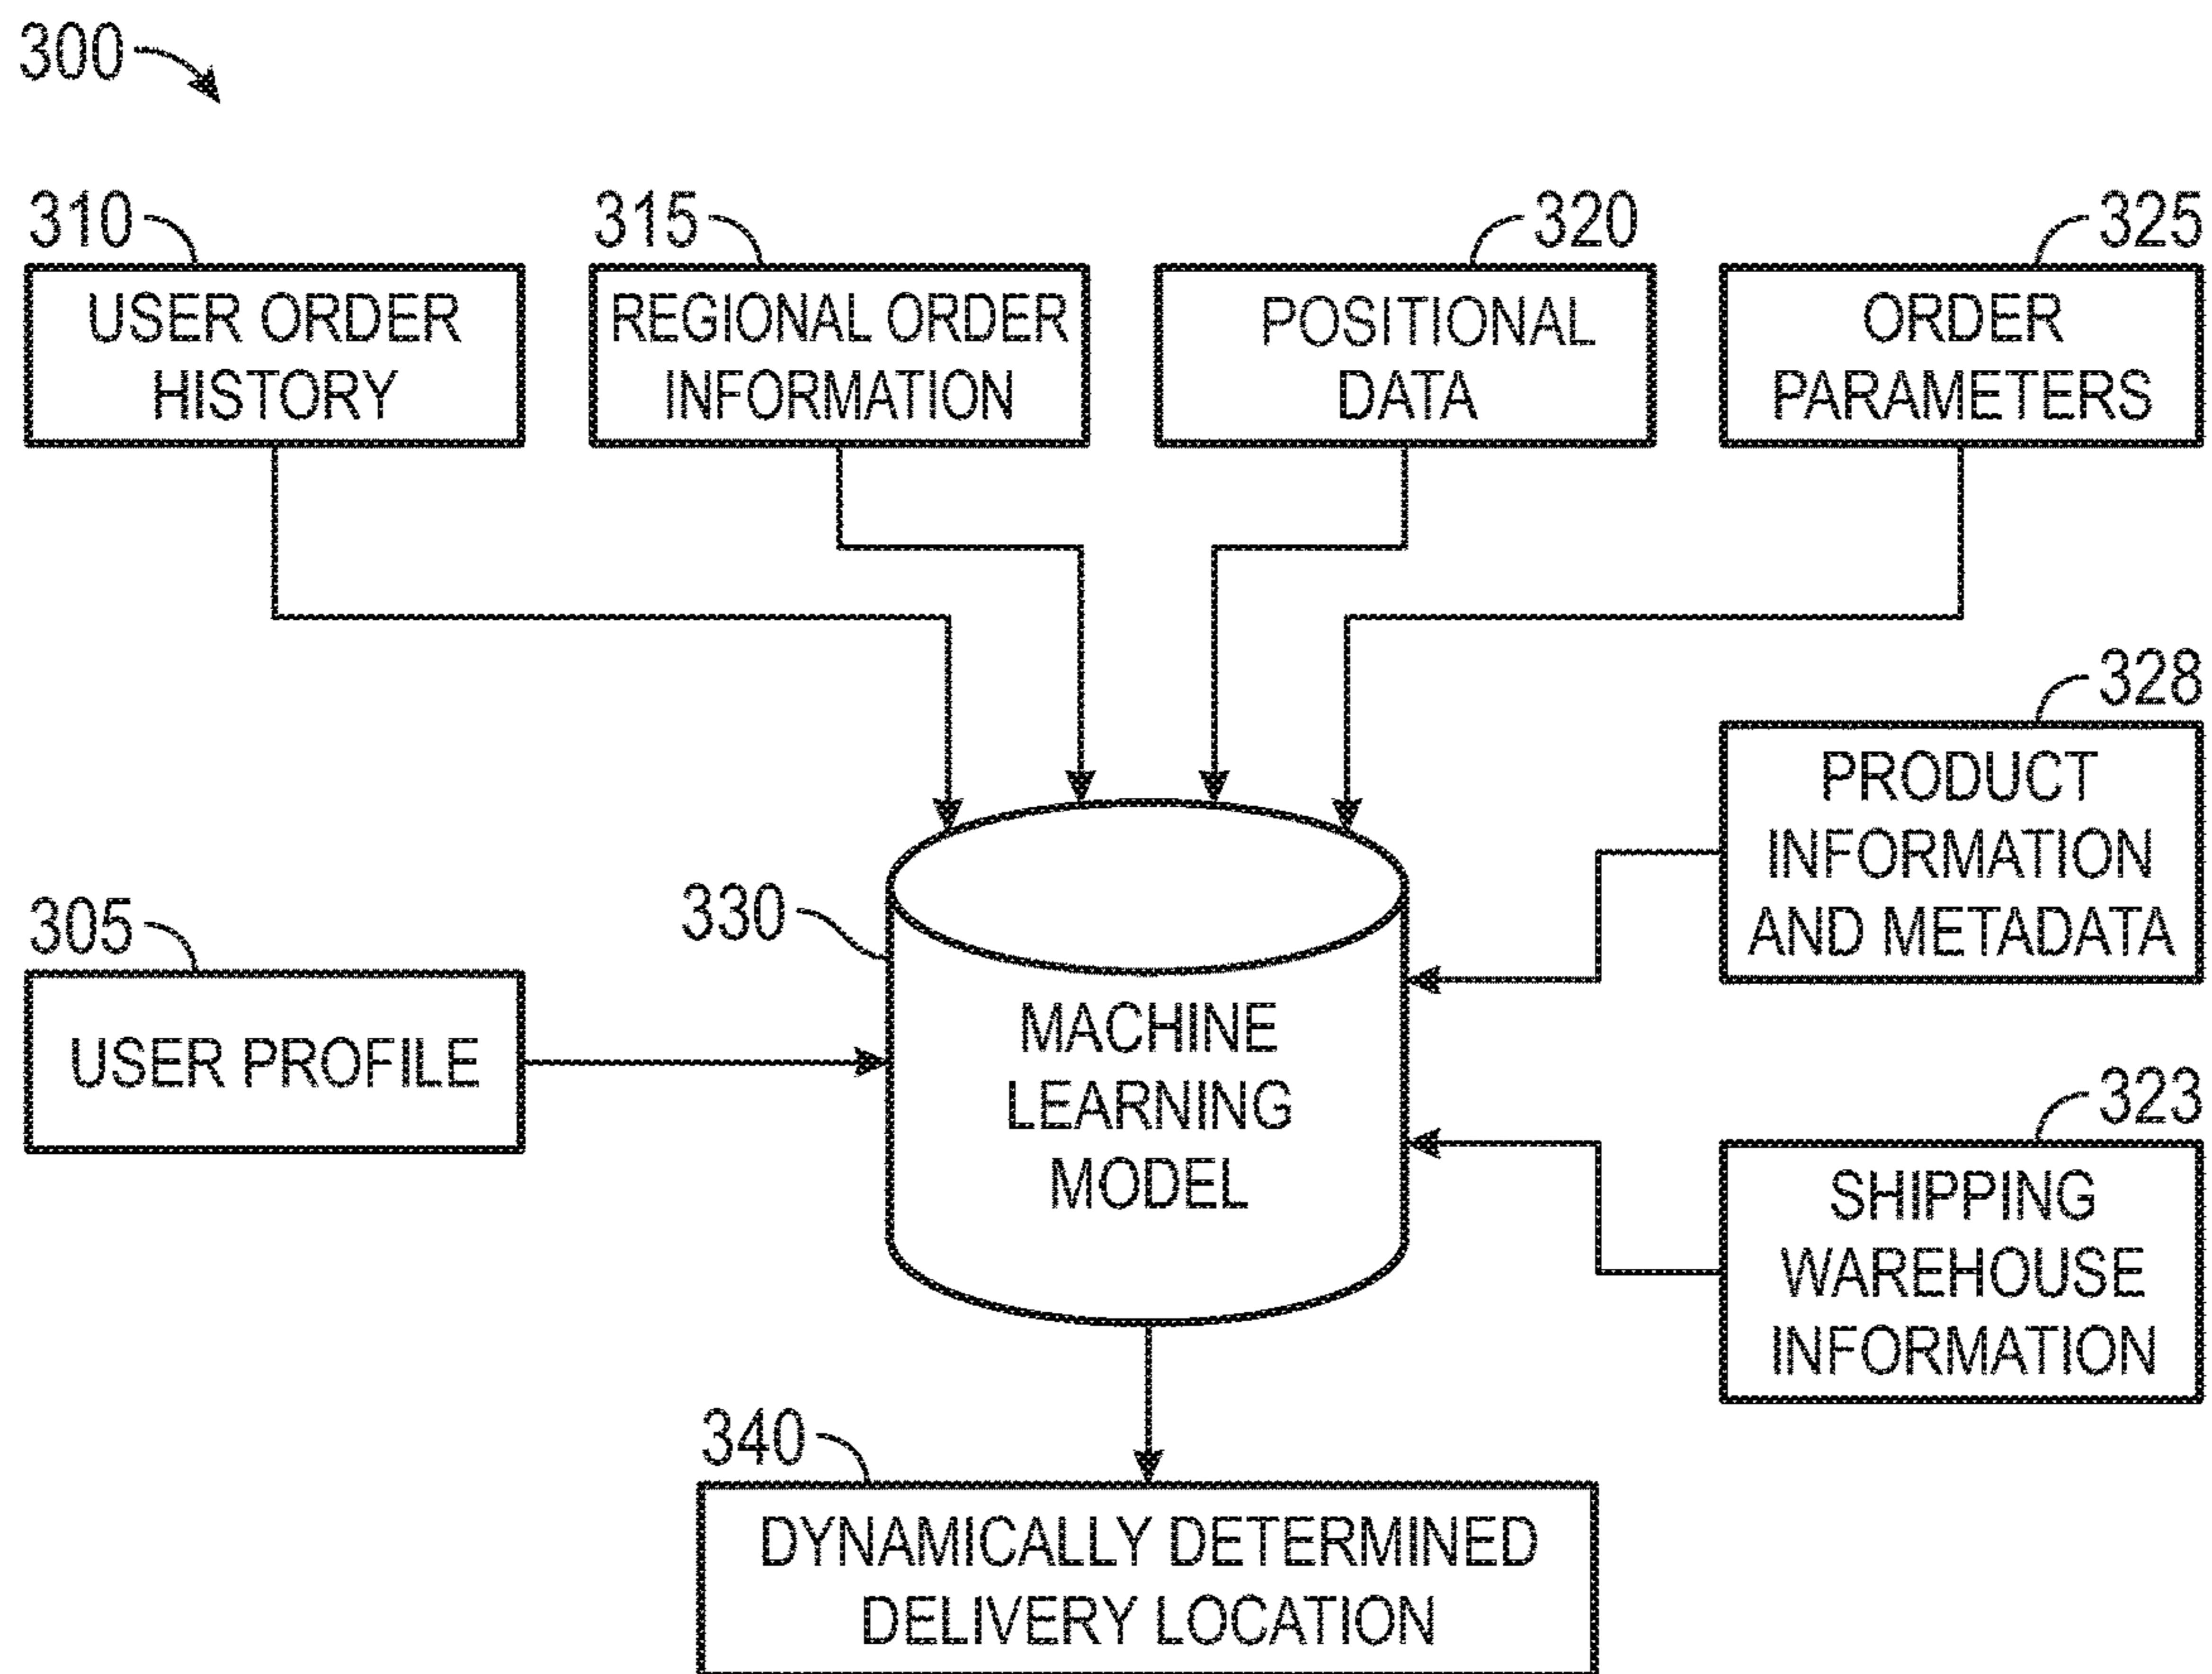 300
310
USER ORDER
HISTORY
315
REGIONAL ORDER
INFORMATION
320
POSITIONAL
DATA
325
ORDER
PARAMETERS
328
PRODUCT
INFORMATION
AND METADATA
305
USER PROFILE
330
MACHINE
LEARNING
MODEL
323
SHIPPING
WAREHOUSE
INFORMATION
340
DYNAMICALLY DETERMINED
DELIVERY LOCATION